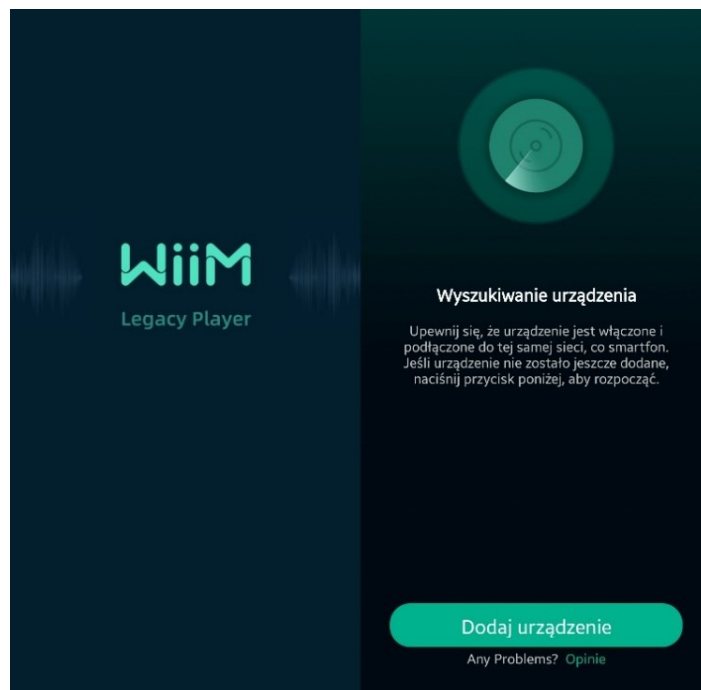 WiiM
Legacy Player
Wyszukiwanie urządzenia
Upewnij się, że urządzenie jest włączone i
podłączone do tej samej sieci, co smartfon.
Jeśli urządzenie nie zostało jeszcze dodane,
naciśnij przycisk poniżej, aby rozpocząć.
Dodaj urządzenie
Any Problems? Opinie